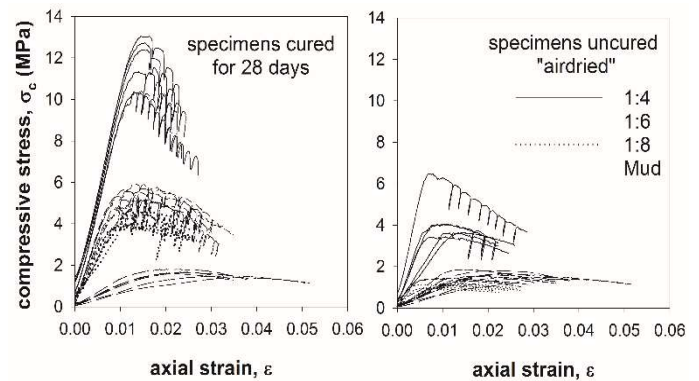 compressive stress, σc (MPa)
14
12
10
8
6
4
2
0
specimens cured
for 28 days
0.00 0.01 0.02 0.03 0.04 0.05 0.06
axial strain, ε
14
12
10
8
6
4
2
0
specimens uncured
"airdried"
1:4
1:6
1:8
Mud
0.00 0.01 0.02 0.03 0.04 0.05 0.06
axial strain, ε